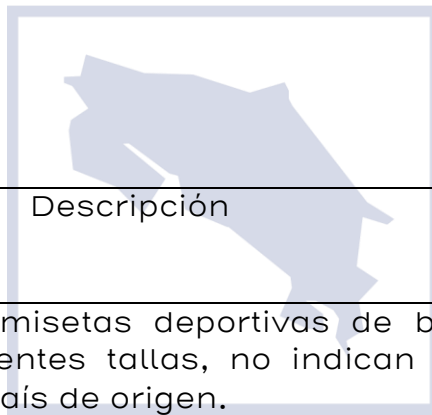 Descripción
misetas deportivas de b
entes tallas, no indican
aís de origen.